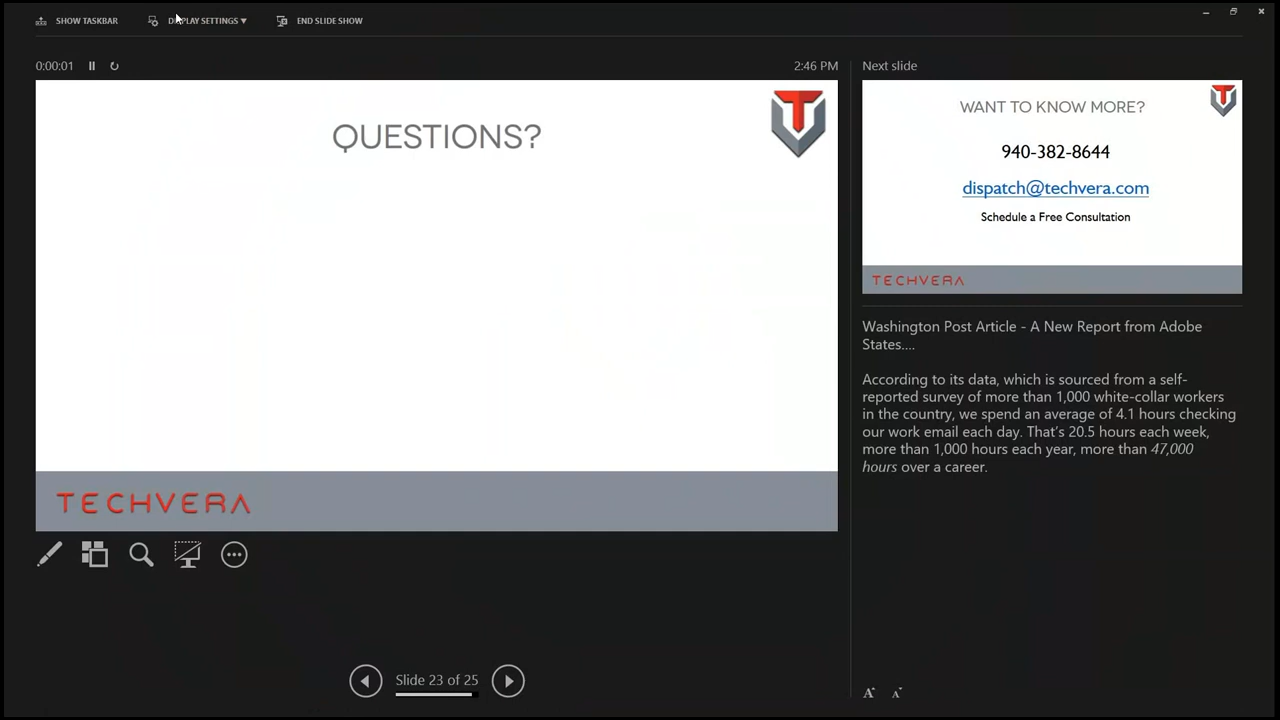 SHOW TASKBAR
DISPLAY SETTINGS ▼
END SLIDE SHOW
0:00:01
2:46 PM
QUESTIONS?
TECHVERA
Slide 23 of 25
Next slide
WANT TO KNOW MORE?
940-382-8644
dispatch@techvera.com
Schedule a Free Consultation
TECHVERA
Washington Post Article - A New Report from Adobe
States....
According to its data, which is sourced from a self-
reported survey of more than 1,000 white-collar workers
in the country, we spend an average of 4.1 hours checking
our work email each day. That's 20.5 hours each week,
more than 1,000 hours each year, more than 47,000
hours over a career.
A A